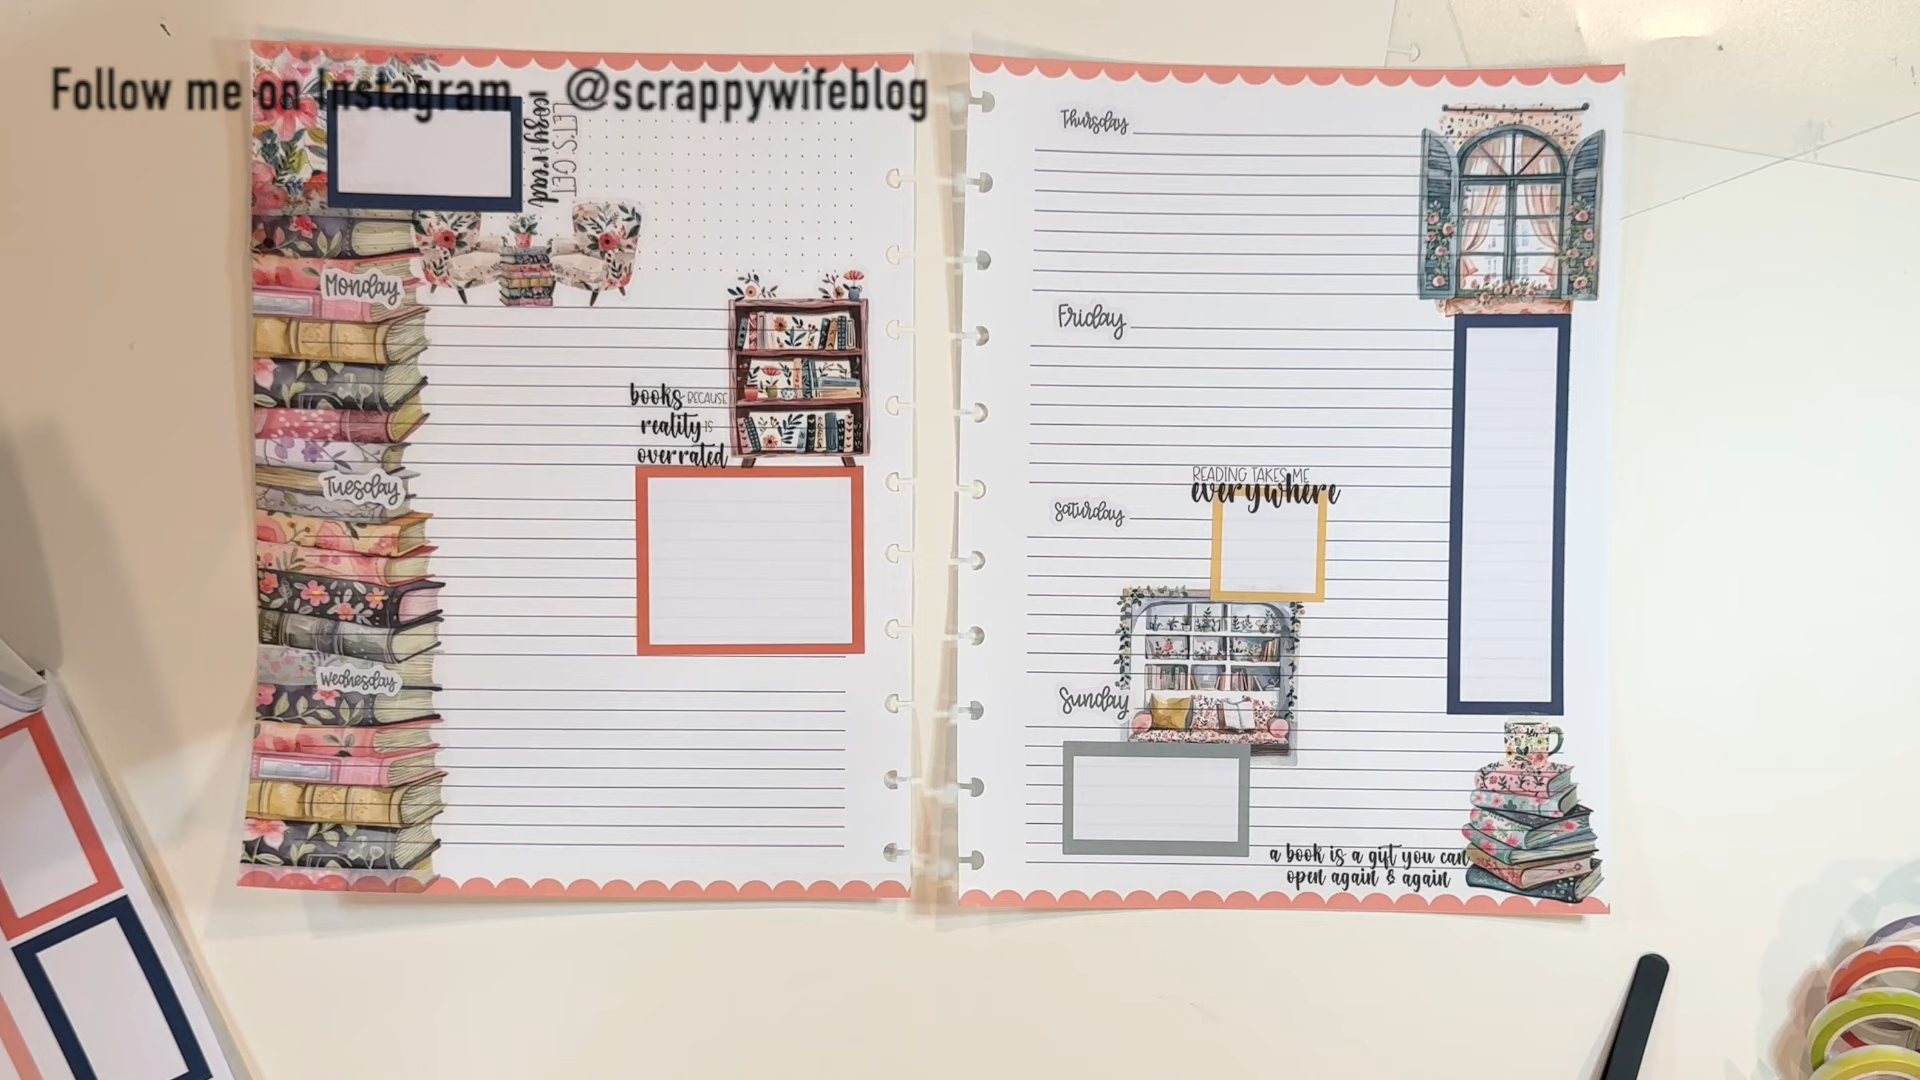 Follow me on Instagram - @scrappywifeblog
LET'S GET
cozy & read
Monday
books BECAUSE
reality IS
overrated
Tuesday
Wednesday
Thursday
Friday
READING TAKES ME
everywhere
Saturday
Sunday
a book is a gift you can
open again & again